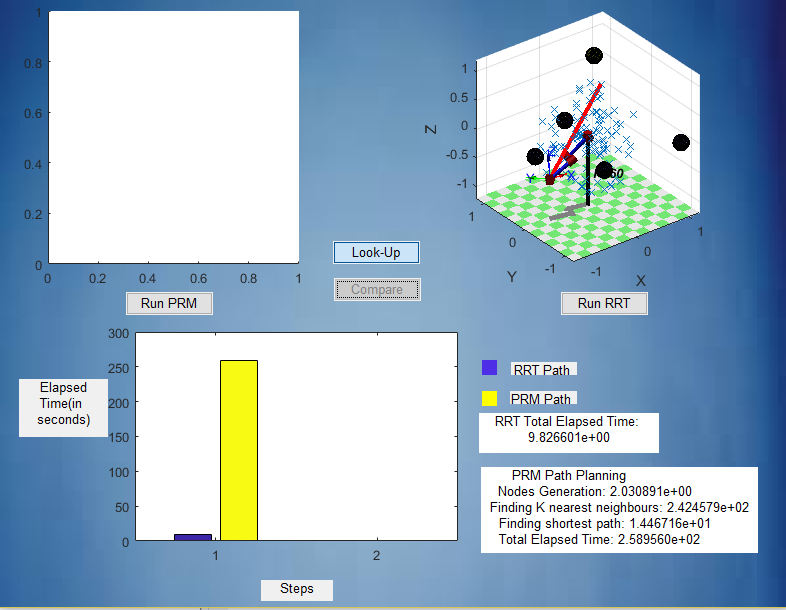 1
0.8
0.6
0.4
0.2
0
0 0.2 0.4 0.6 0.8 1
Run PRM
Look-Up
Compare
Z
1
0.5
0
-0.5
-1
1
0
-1
Y
-1
0
1
X
Y
60
Run RRT
Elapsed
Time(in
seconds)
300
250
200
150
100
50
0
1 2
Steps
RRT Path
PRM Path
RRT Total Elapsed Time:
9.826601e+00
PRM Path Planning
Nodes Generation: 2.030891e+00
Finding K nearest neighbours: 2.424579e+02
Finding shortest path: 1.446716e+01
Total Elapsed Time: 2.589560e+02